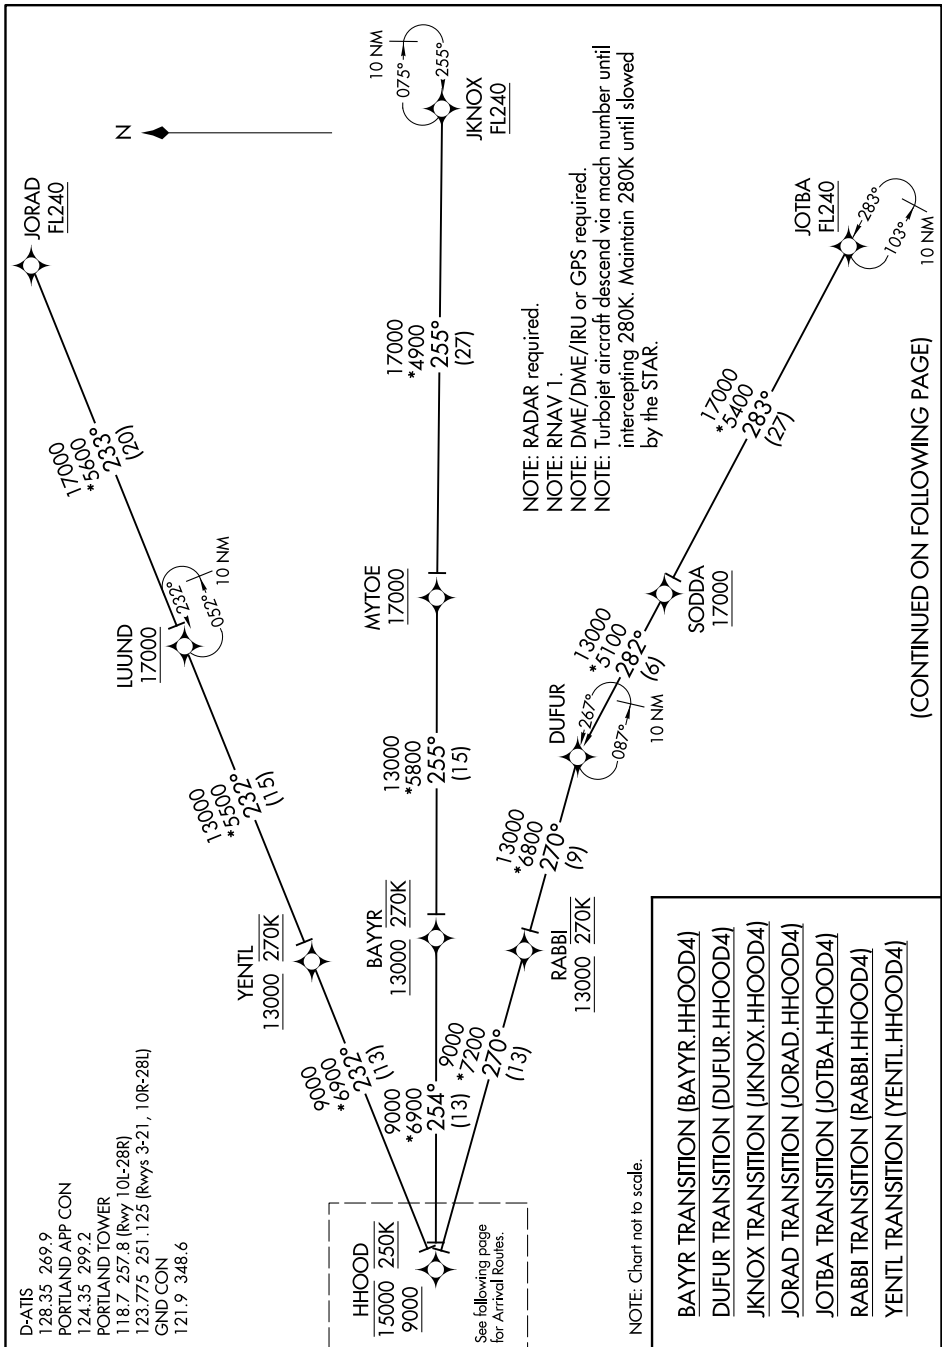 D-ATIS
128.35 269.9
PORTLAND APP CON
124.35 299.2
PORTLAND TOWER
118.7 257.8 (Rwy 10L-28R)
123.775 251.125 (Rwys 3-21, 10R-28L)
GND CON
121.9 348.6
N
JORAD
FL240
17000
*5600
233°
(20)
LUUND
17000
232°
052°
10 NM
13000
*5500
232°
(15)
YENTL
13000 270K
9000
*6900
232°
(13)
10 NM
075°
255°
JKNOX
FL240
17000
*4900
255°
(27)
MYTOE
17000
13000
*5800
255°
(15)
BAYYR
13000 270K
9000
*6900
254°
(13)
NOTE: RADAR required.
NOTE: RNAV 1.
NOTE: DME/DME/IRU or GPS required.
NOTE: Turbojet aircraft descend via mach number until
intercepting 280K. Maintain 280K until slowed
by the STAR.
JOTBA
FL240
283°
103°
10 NM
17000
*5400
283°
(27)
SODDA
17000
13000
*5100
282°
(6)
DUFUR
267°
087°
10 NM
13000
*6800
270°
(9)
RABBI
13000 270K
9000
*7200
270°
(13)
HHOOD
15000 250K
9000
See following page
for Arrival Routes.
NOTE: Chart not to scale.
(CONTINUED ON FOLLOWING PAGE)
BAYYR TRANSITION (BAYYR.HHOOD4)
DUFUR TRANSITION (DUFUR.HHOOD4)
JKNOX TRANSITION (JKNOX.HHOOD4)
JORAD TRANSITION (JORAD.HHOOD4)
JOTBA TRANSITION (JOTBA.HHOOD4)
RABBI TRANSITION (RABBI.HHOOD4)
YENTL TRANSITION (YENTL.HHOOD4)